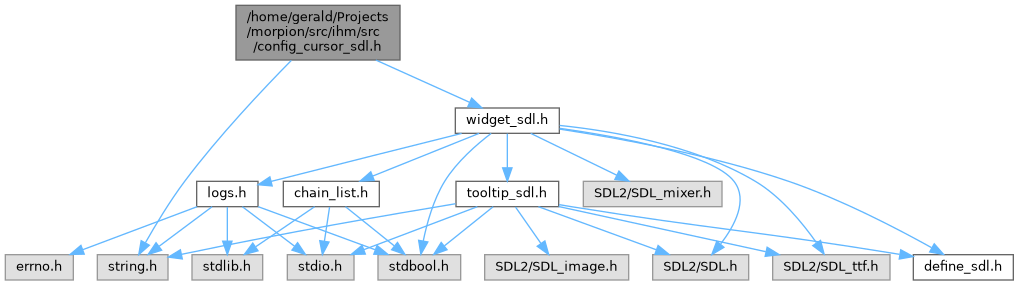 /home/gerald/Projects
/morpion/src/ihm/src
/config_cursor_sdl.h
widget_sdl.h
logs.h
chain_list.h
tooltip_sdl.h
SDL2/SDL_mixer.h
errno.h
string.h
stdlib.h
stdio.h
stdbool.h
SDL2/SDL_image.h
SDL2/SDL.h
SDL2/SDL_ttf.h
define_sdl.h